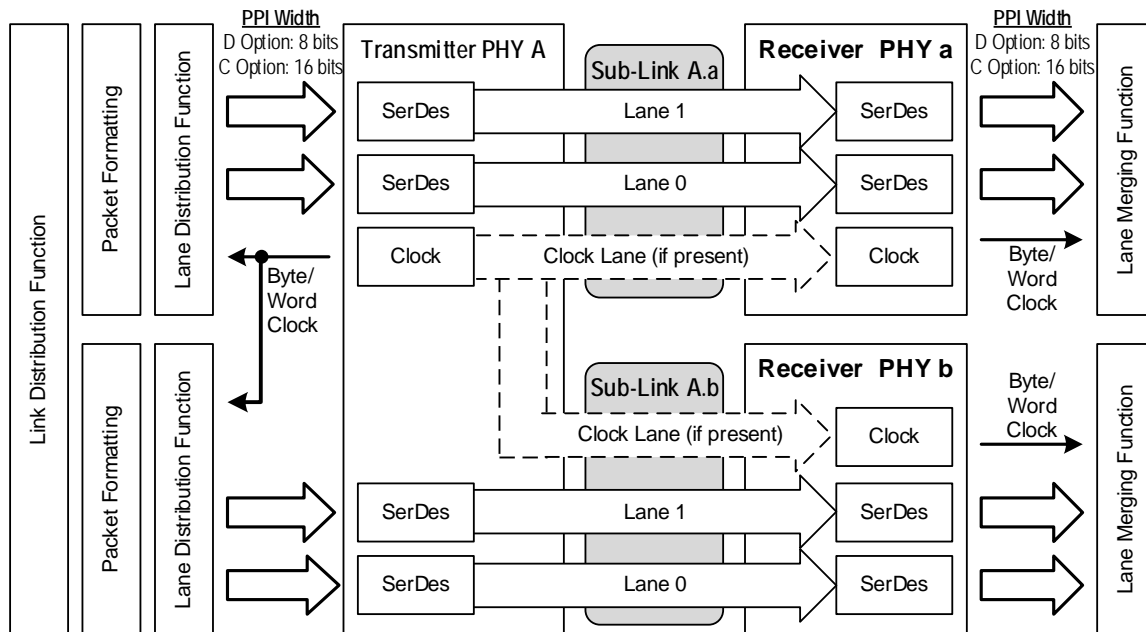 PPI Width
D Option: 8 bits
C Option: 16 bits
Link Distribution Function
Packet Formatting
Lane Distribution Function
Transmitter PHY A
SerDes
SerDes
Clock
Byte/
Word
Clock
Sub-Link A.a
Lane 1
Lane 0
Clock Lane (if present)
Receiver PHY a
SerDes
SerDes
Clock
PPI Width
D Option: 8 bits
C Option: 16 bits
Byte/
Word
Clock
Lane Merging Function
Packet Formatting
Lane Distribution Function
SerDes
SerDes
Sub-Link A.b
Clock Lane (if present)
Lane 1
Lane 0
Receiver PHY b
Clock
SerDes
SerDes
Byte/
Word
Clock
Lane Merging Function